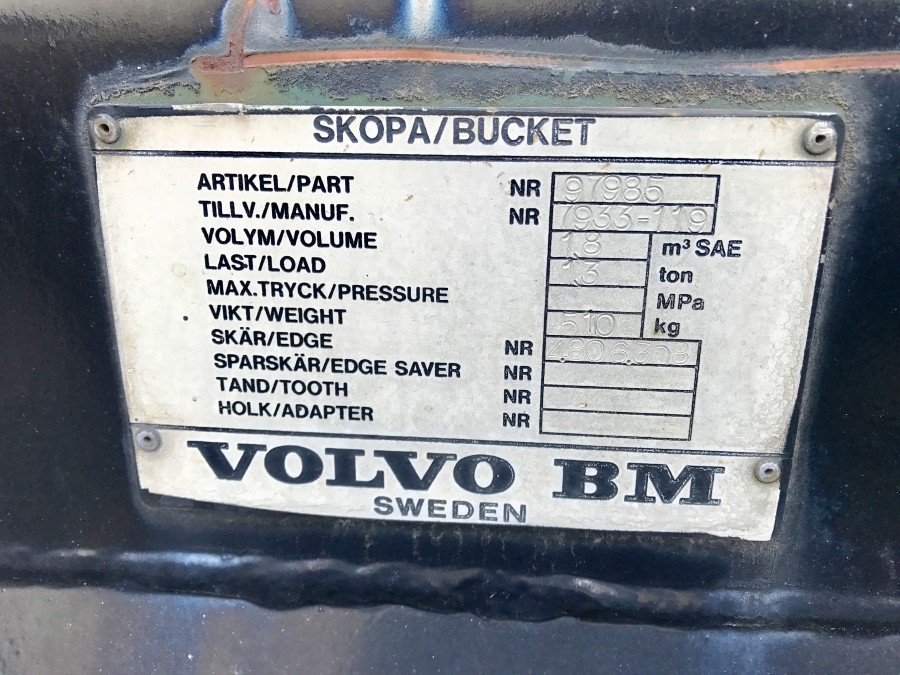 SKOPA/BUCKET
ARTIKEL/PART NR 97985
TILLV./MANUF. NR 7933-119
VOLYM/VOLUME 1,8 m³ SAE
LAST/LOAD 1,3 ton
MAX.TRYCK/PRESSURE MPa
VIKT/WEIGHT 510 kg
SKÄR/EDGE NR
SPARSKÄR/EDGE SAVER NR
TAND/TOOTH NR
HOLK/ADAPTER NR
VOLVO BM
SWEDEN